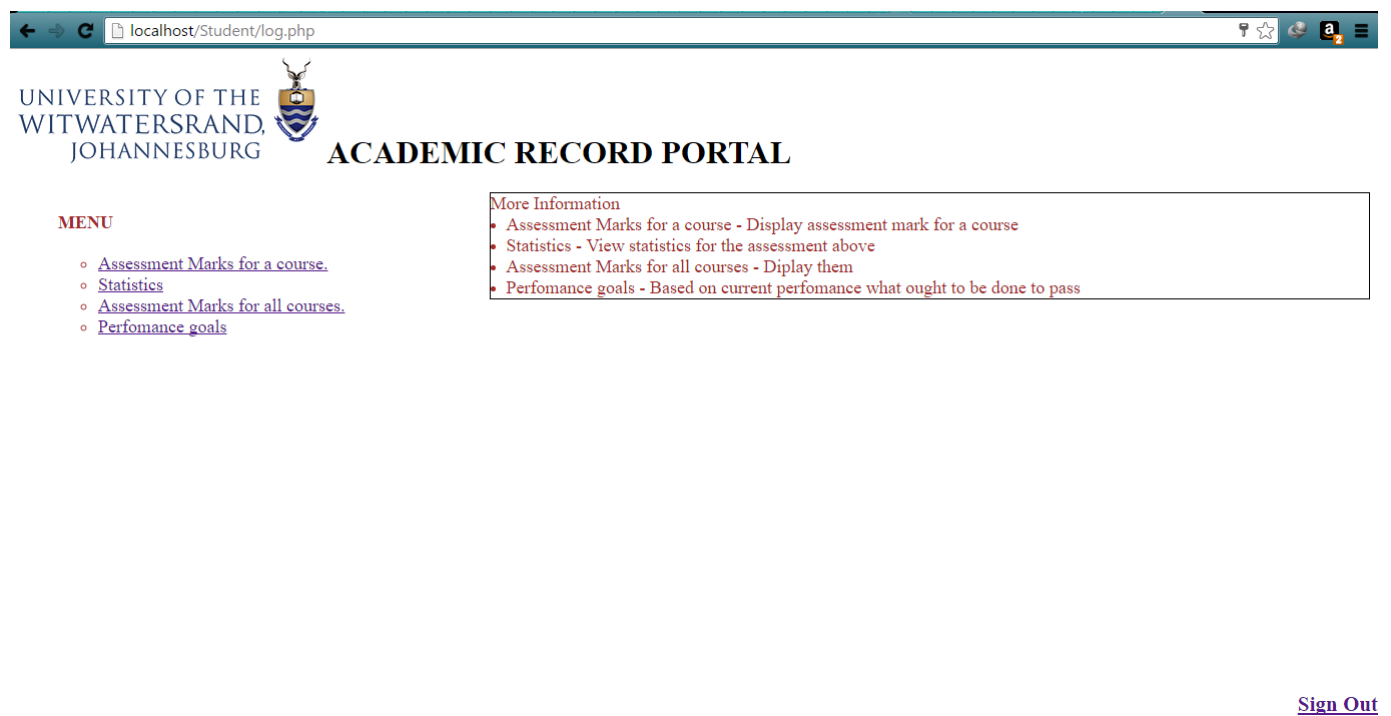 localhost/Student/log.php
a
2
UNIVERSITY OF THE
WITWATERSRAND,
JOHANNESBURG
ACADEMIC RECORD PORTAL
MENU
Assessment Marks for a course.
Statistics
Assessment Marks for all courses.
Perfomance goals
More Information
Assessment Marks for a course - Display assessment mark for a course
Statistics - View statistics for the assessment above
Assessment Marks for all courses - Diplay them
Perfomance goals - Based on current perfomance what ought to be done to pass
Sign Out